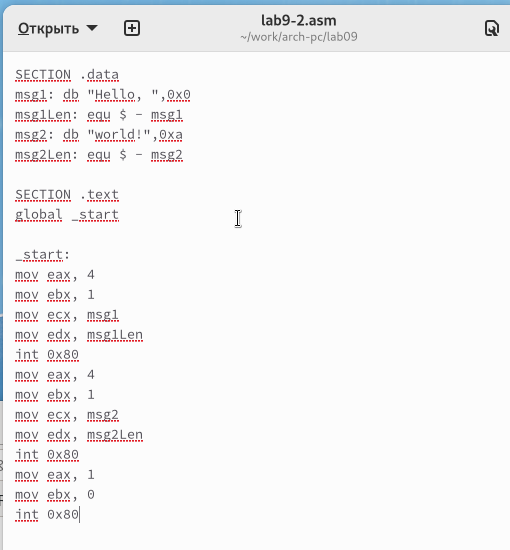 Открыть
lab9-2.asm
~/work/arch-pc/lab09
SECTION .data
msg1: db "Hello, ",0x0
msg1Len: equ $ - msg1
msg2: db "world!",0xa
msg2Len: equ $ - msg2
SECTION .text
global _start
_start:
mov eax, 4
mov ebx, 1
mov ecx, msg1
mov edx, msg1Len
int 0x80
mov eax, 4
mov ebx, 1
mov ecx, msg2
mov edx, msg2Len
int 0x80
mov eax, 1
mov ebx, 0
int 0x80